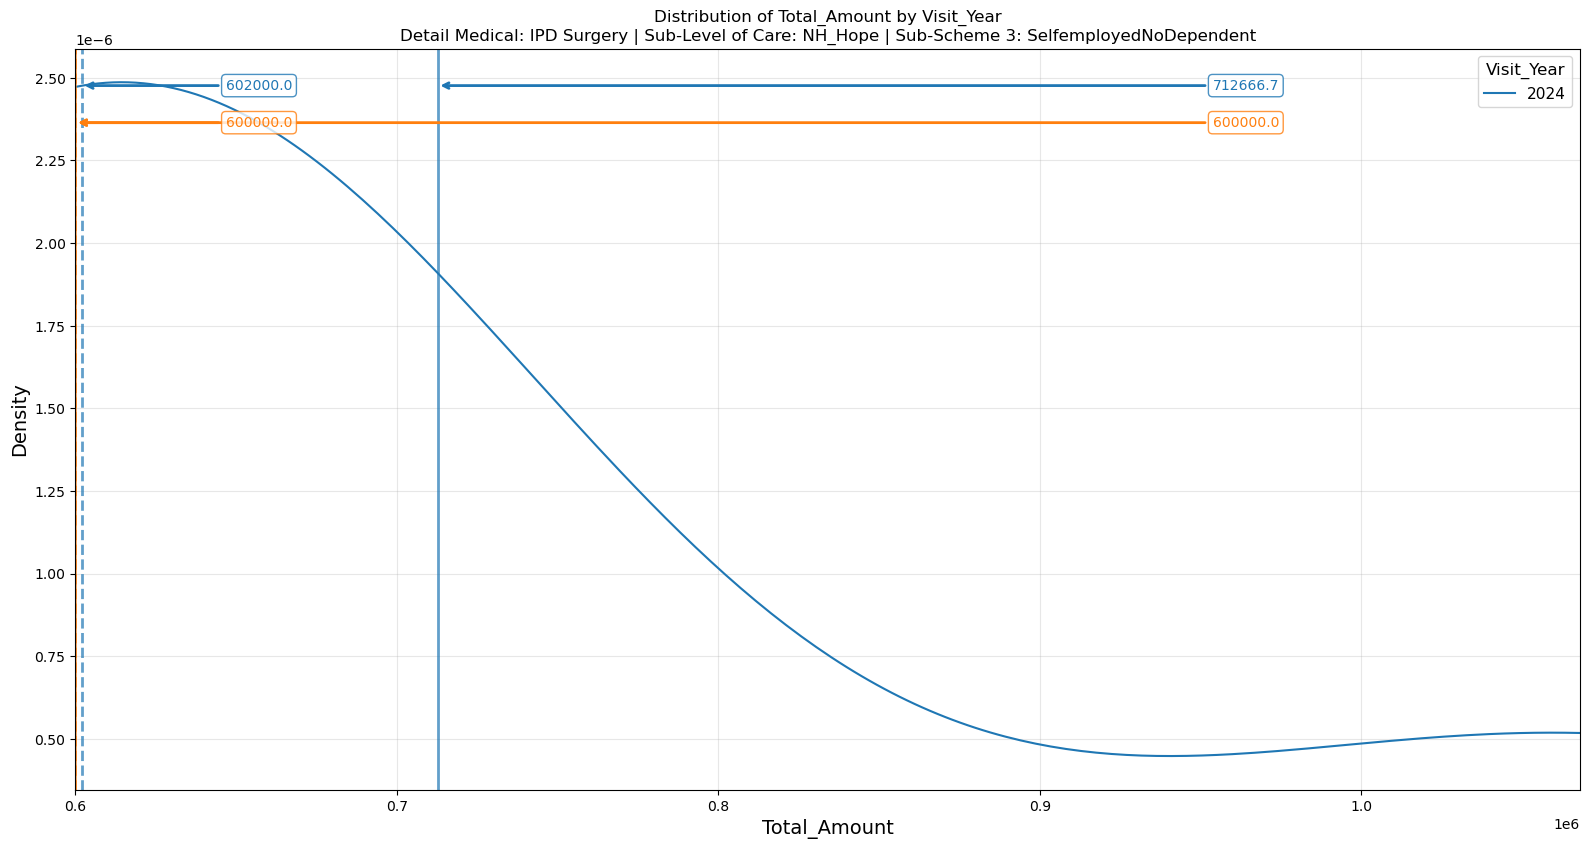 Distribution of Total_Amount by Visit_Year
Detail Medical: IPD Surgery | Sub-Level of Care: NH_Hope | Sub-Scheme 3: SelfemployedNoDependent
1e−6
Visit_Year
2024
602000.0
712666.7
600000.0
600000.0
2.50
2.25
2.00
1.75
1.50
1.25
1.00
0.75
0.50
Density
0.6
0.7
0.8
0.9
1.0
1e6
Total_Amount